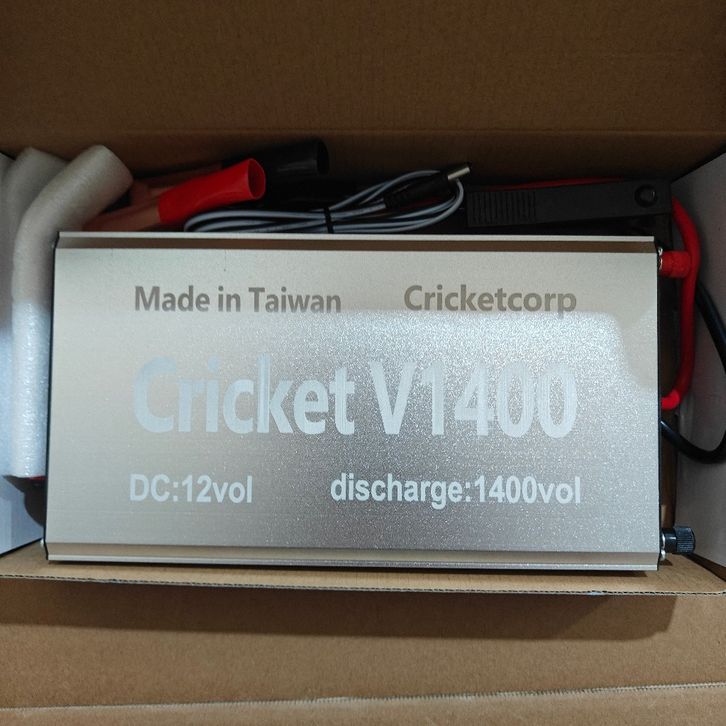 Made in Taiwan Cricketcorp
Cricket V1400
DC:12vol discharge:1400vol